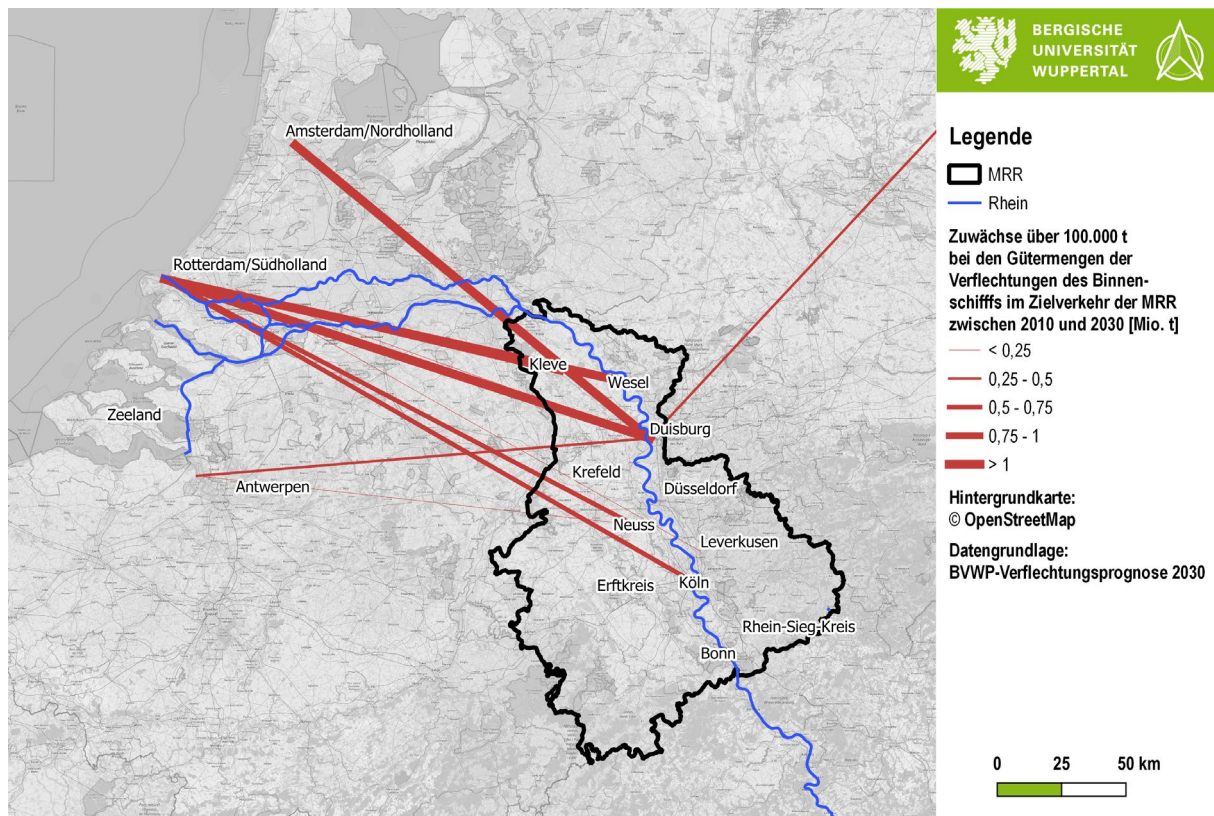 Amsterdam/Nordholland
Rotterdam/Südholland
Kleve
Wesel
Zeeland
Duisburg
Krefeld
Düsseldorf
Antwerpen
Neuss
Leverkusen
Erftkreis
Köln
Rhein-Sieg-Kreis
Bonn
BERGISCHE
UNIVERSITÄT
WUPPERTAL
Legende
MRR
Rhein
Zuwächse über 100.000 t
bei den Gütermengen der
Verflechtungen des Binnen-
schifffs im Zielverkehr der MRR
zwischen 2010 und 2030 [Mio. t]
< 0,25
0,25 - 0,5
0,5 - 0,75
0,75 - 1
> 1
Hintergrundkarte:
© OpenStreetMap
Datengrundlage:
BVWP-Verflechtungsprognose 2030
0 25 50 km